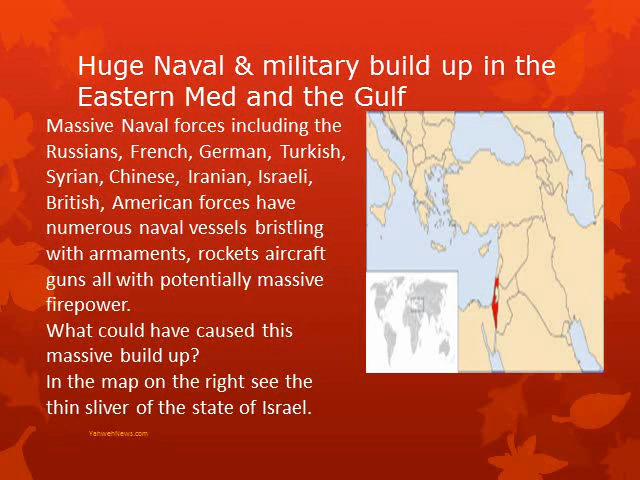 Huge Naval & military build up in the
Eastern Med and the Gulf
Massive Naval forces including the
Russians, French, German, Turkish,
Syrian, Chinese, Iranian, Israeli,
British, American forces have
numerous naval vessels bristling
with armaments, rockets aircraft
guns all with potentially massive
firepower.
What could have caused this
massive build up?
In the map on the right see the
thin sliver of the state of Israel.
YahwehNews.com